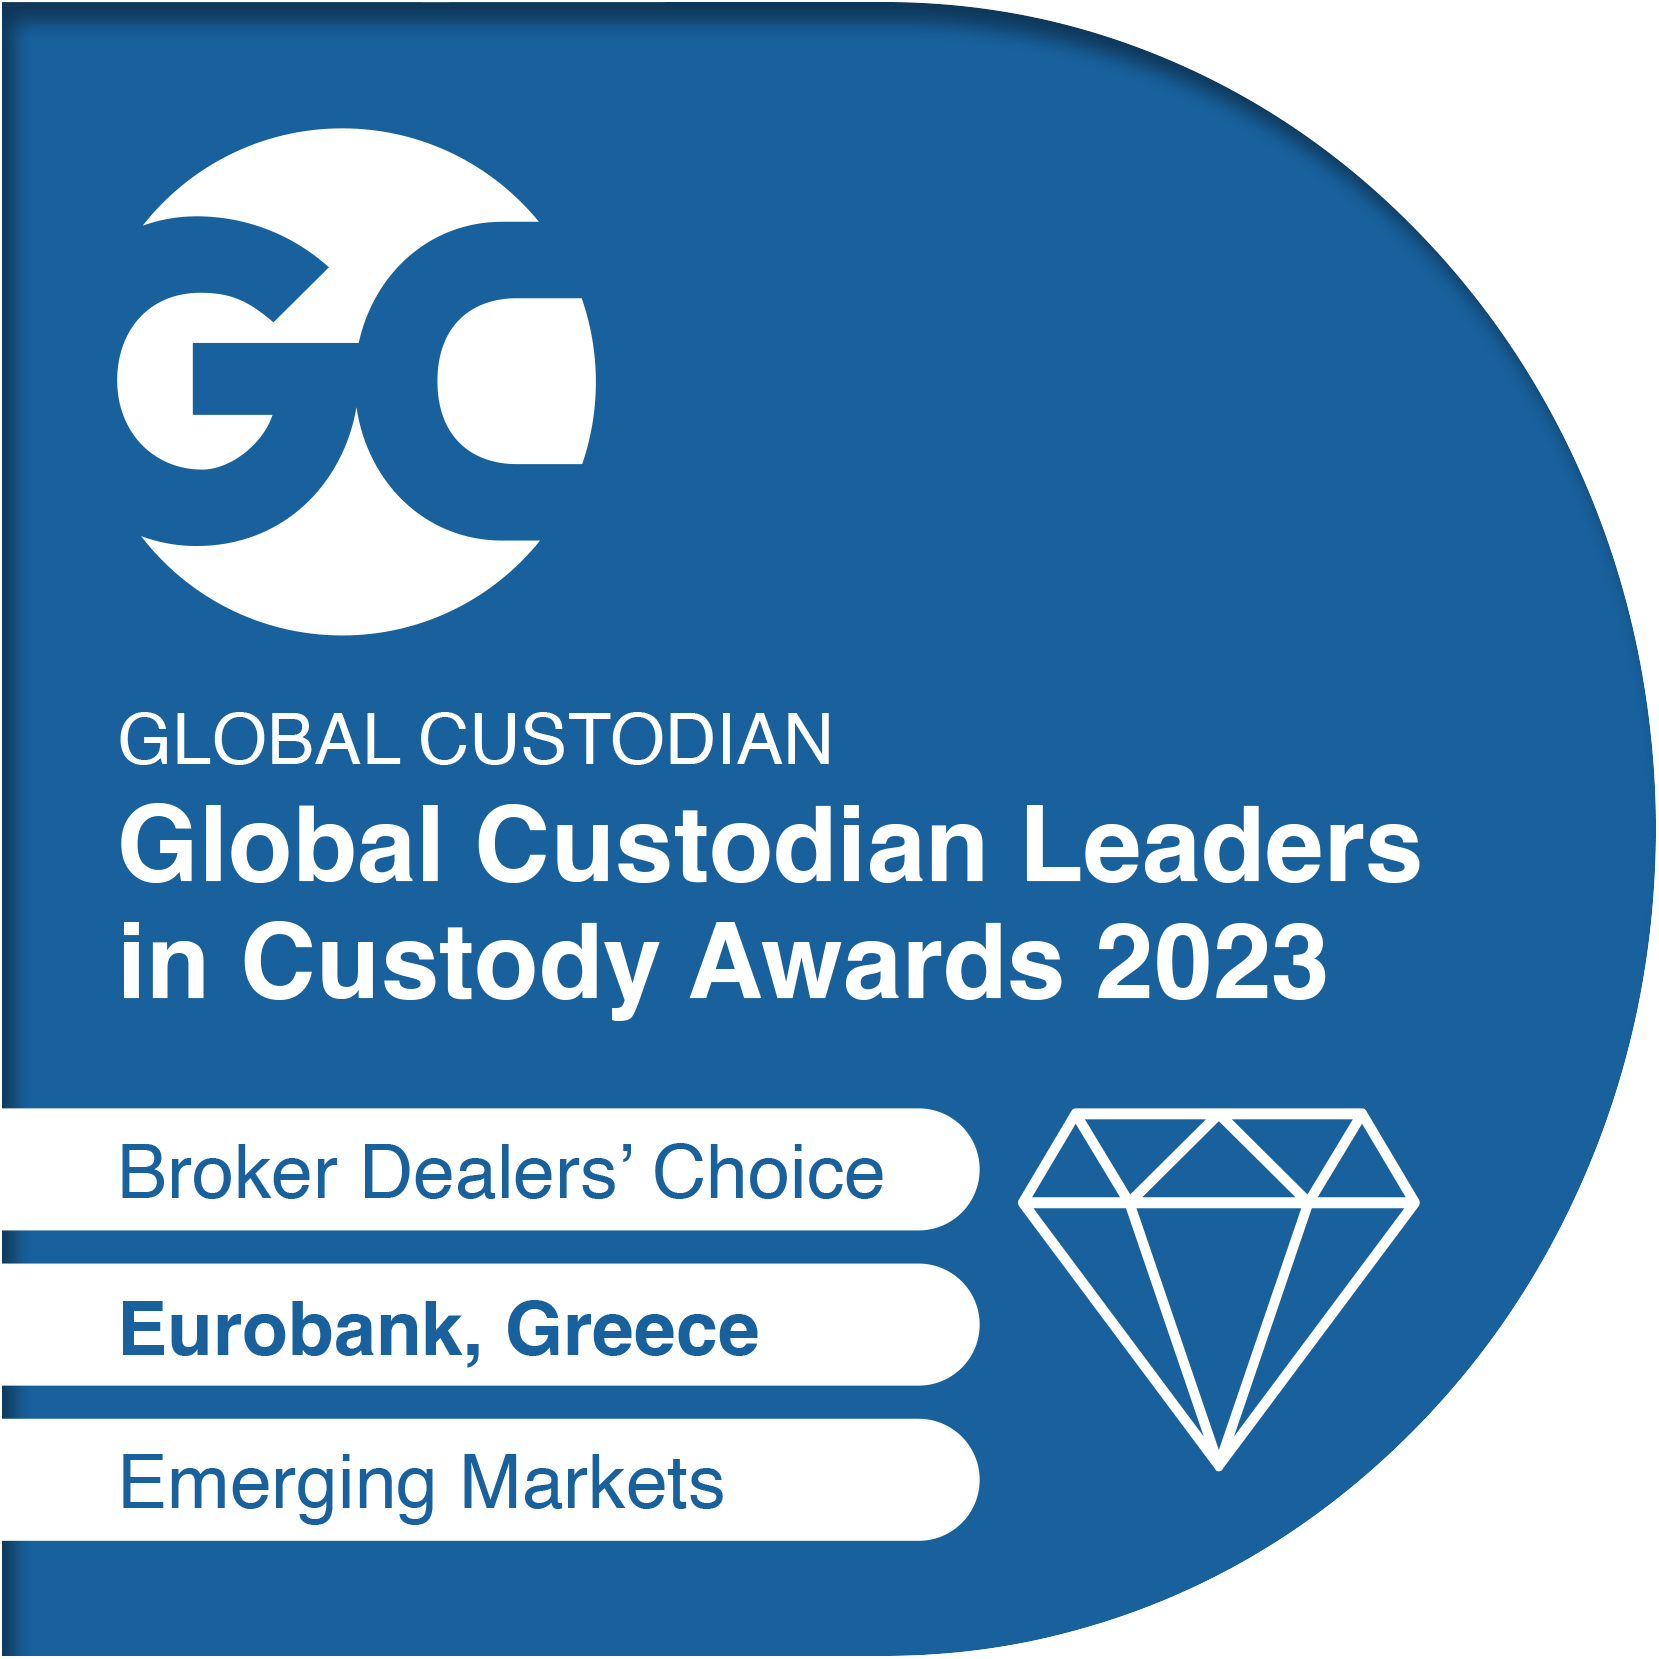 GC
GLOBAL CUSTODIAN
Global Custodian Leaders
in Custody Awards 2023
Broker Dealers’ Choice
Eurobank, Greece
Emerging Markets